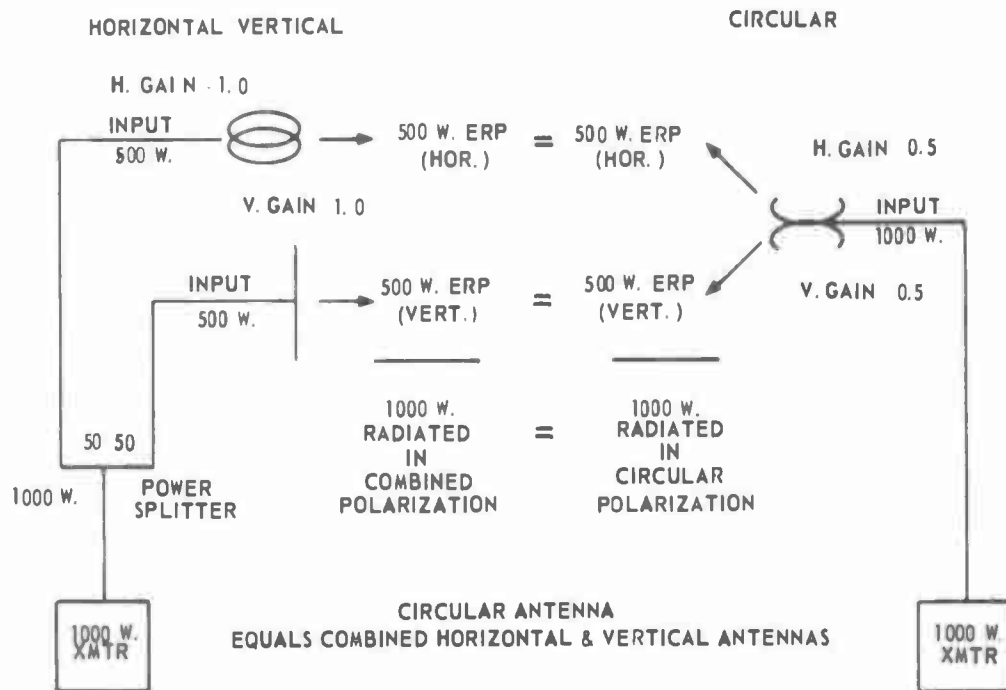 HORIZONTAL VERTICAL
CIRCULAR
H. GAIN 1.0
INPUT
500 W.
500 W. ERP
(HOR.)
=
500 W. ERP
(HOR.)
H. GAIN 0.5
V. GAIN 1.0
INPUT
1000 W.
INPUT
500 W.
500 W. ERP
(VERT.)
=
500 W. ERP
(VERT.)
V. GAIN 0.5
1000 W.
RADIATED
IN
COMBINED
POLARIZATION
=
1000 W.
RADIATED
IN
CIRCULAR
POLARIZATION
50 50
1000 W.
POWER
SPLITTER
1000 W.
XMTR
CIRCULAR ANTENNA
EQUALS COMBINED HORIZONTAL & VERTICAL ANTENNAS
1000 W.
XMTR